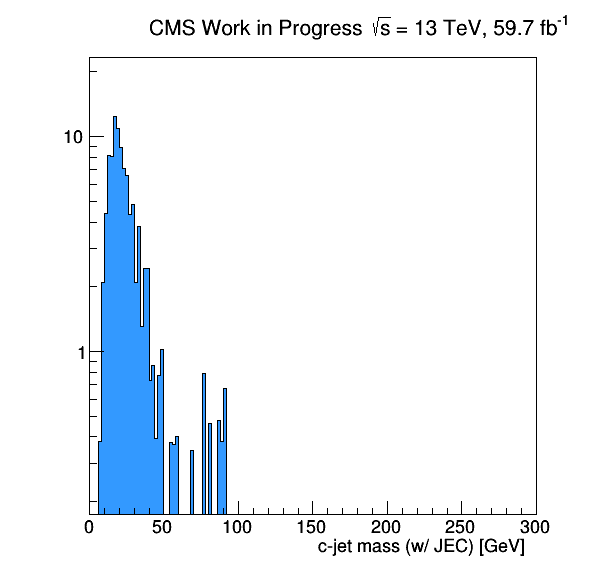 CMS Work in Progress √s = 13 TeV, 59.7 fb⁻¹
10
1
0 50 100 150 200 250 300
c-jet mass (w/ JEC) [GeV]